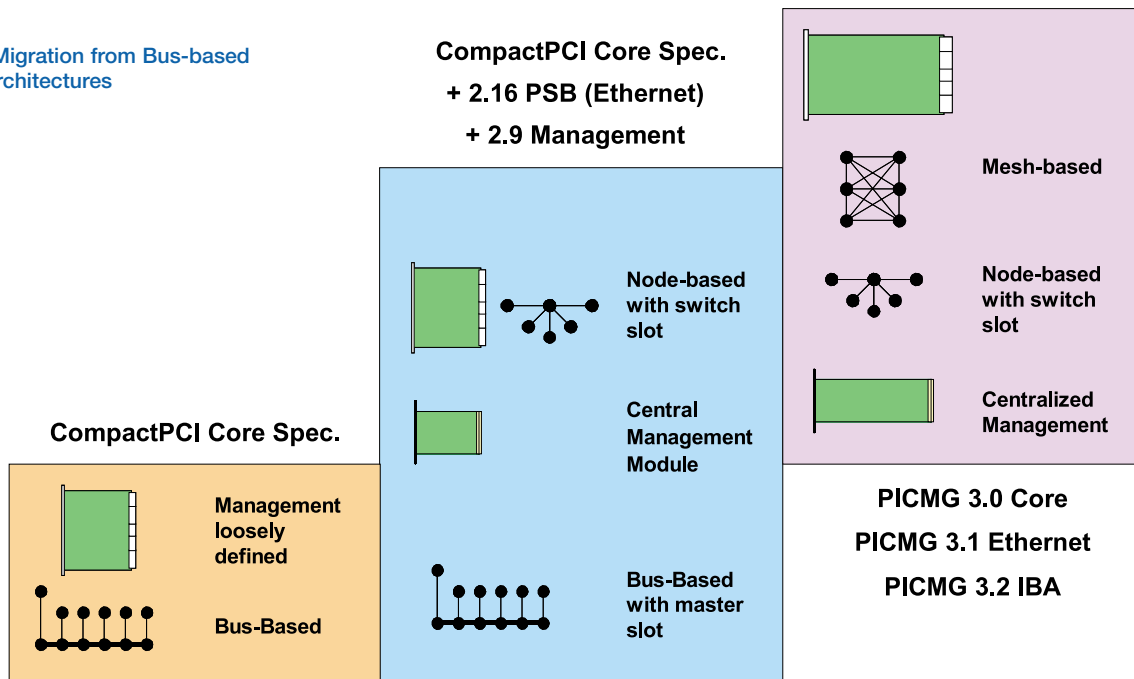 Migration from Bus-based
rchitectures
CompactPCI Core Spec.
+ 2.16 PSB (Ethernet)
+ 2.9 Management
Mesh-based
Node-based
with switch
slot
Centralized
Management
PICMG 3.0 Core
PICMG 3.1 Ethernet
PICMG 3.2 IBA
Node-based
with switch
slot
Central
Management
Module
Bus-Based
with master
slot
CompactPCI Core Spec.
Management
loosely
defined
Bus-Based